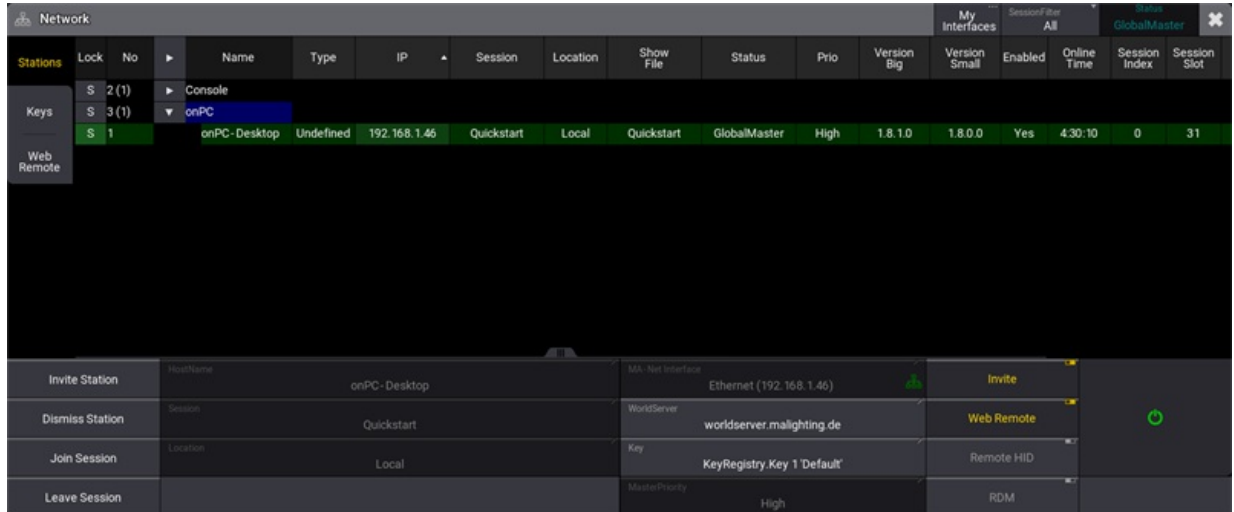 Network
My Interfaces
SessionFilter
All
Status
GlobalMaster
Stations
Keys
Web Remote
Lock No Name Type IP Session Location Show File Status Prio Version Big Version Small Enabled Online Time Session Index Session Slot
S 2 (1) Console
S 3 (1) onPC
S 1 onPC-Desktop Undefined 192.168.1.46 Quickstart Local Quickstart GlobalMaster High 1.8.1.0 1.8.0.0 Yes 4:30:10 0 31
Invite Station
HostName
onPC-Desktop
MA-Net Interface
Ethernet (192.168.1.46)
Invite
Dismiss Station
Session
Quickstart
WorldServer
worldserver.malighting.de
Web Remote
Join Session
Location
Local
Key
KeyRegistry.Key 1 'Default'
Remote HID
Leave Session
MasterPriority
High
RDM